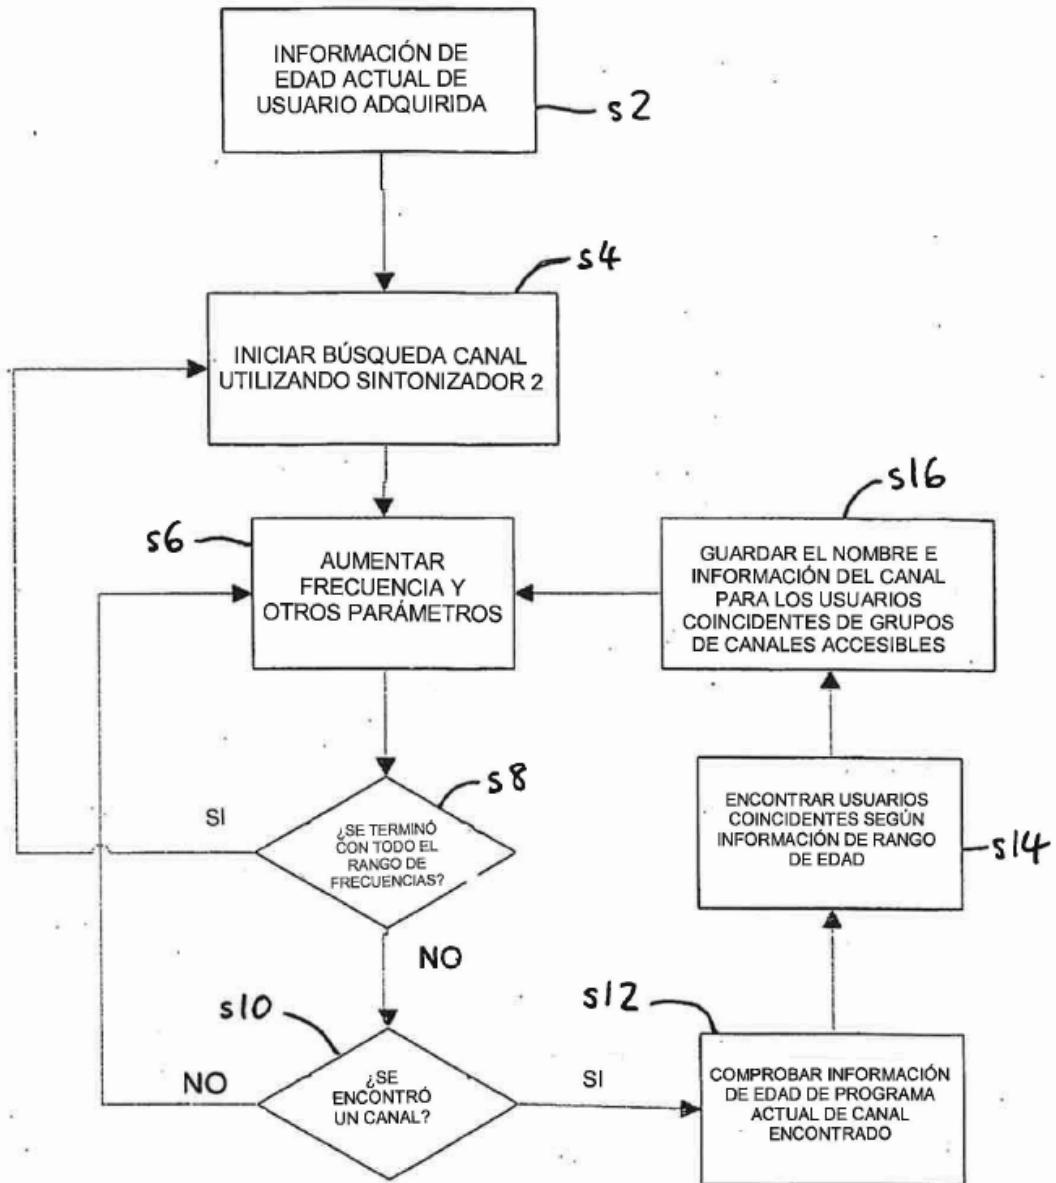 INFORMACIÓN DE
EDAD ACTUAL DE
USUARIO ADQUIRIDA
s2
s4
INICIAR BÚSQUEDA CANAL
UTILIZANDO SINTONIZADOR 2
s6
AUMENTAR
FRECUENCIA Y
OTROS PARÁMETROS
s16
GUARDAR EL NOMBRE E
INFORMACIÓN DEL CANAL
PARA LOS USUARIOS
COINCIDENTES DE GRUPOS
DE CANALES ACCESIBLES
s8
SI
¿SE TERMINÓ
CON TODO EL
RANGO DE
FRECUENCIAS?
NO
ENCONTRAR USUARIOS
COINCIDENTES SEGÚN
INFORMACIÓN DE RANGO
DE EDAD
s14
s10
NO
¿SE
ENCONTRÓ
UN CANAL?
SI
s12
COMPROBAR INFORMACIÓN
DE EDAD DE PROGRAMA
ACTUAL DE CANAL
ENCONTRADO